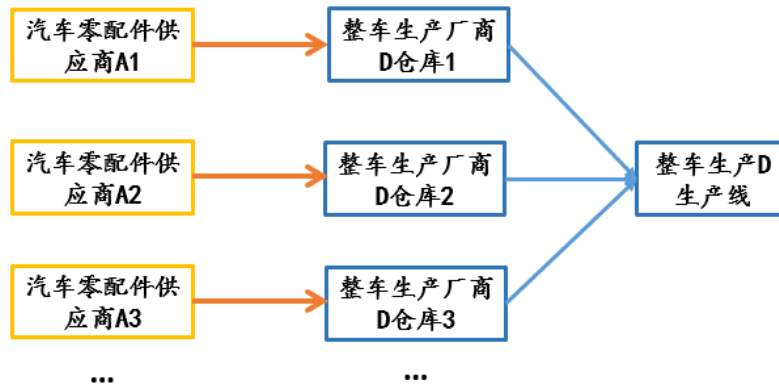 汽车零配件供
应商A1
整车生产厂商
D仓库1
汽车零配件供
应商A2
整车生产厂商
D仓库2
整车生产D
生产线
汽车零配件供
应商A3
整车生产厂商
D仓库3
...
...